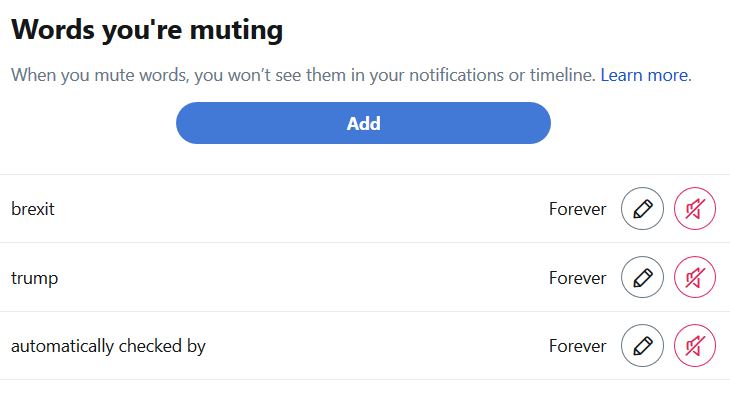 Words you're muting
When you mute words, you won’t see them in your notifications or timeline. Learn more.
Add
brexit Forever
trump Forever
automatically checked by Forever